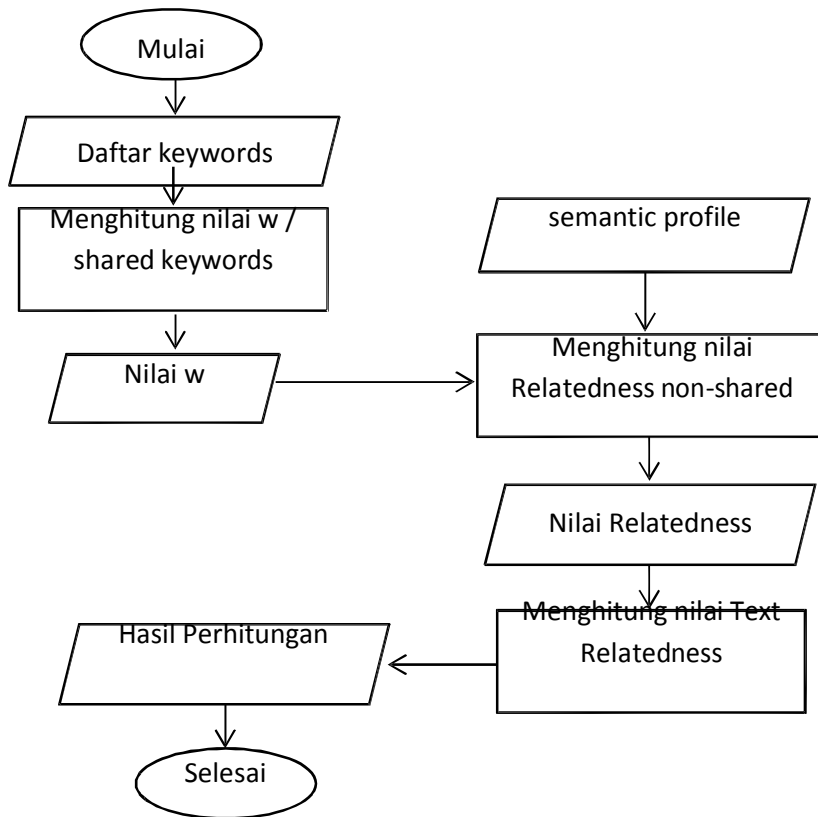 Mulai
Daftar keywords
Menghitung nilai w /
shared keywords
Nilai w
semantic profile
Menghitung nilai
Relatedness non-shared
Nilai Relatedness
Menghitung nilai Text
Relatedness
Hasil Perhitungan
Selesai